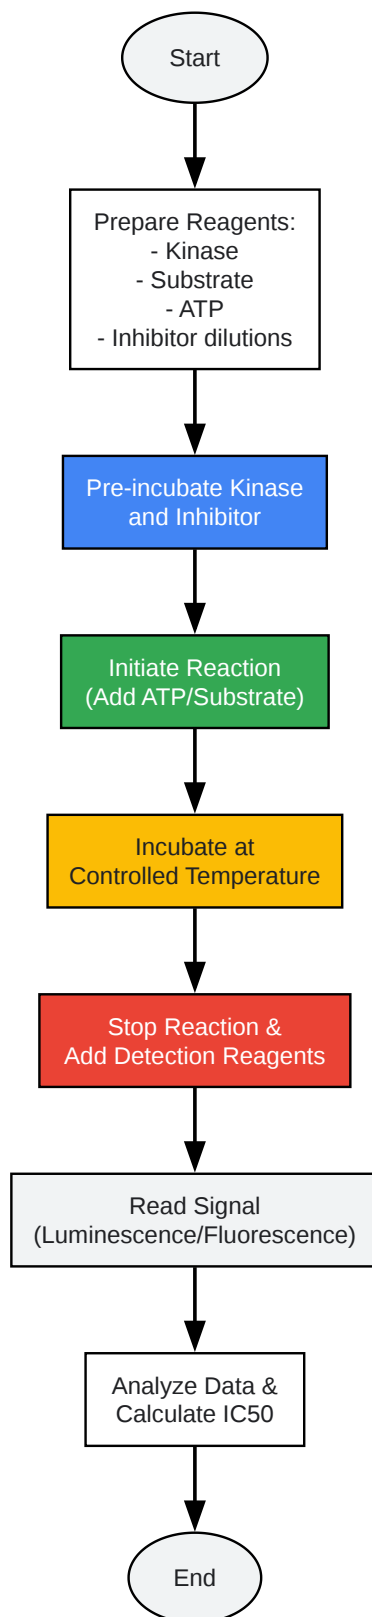 Start
Prepare Reagents:
- Kinase
- Substrate
- ATP
- Inhibitor dilutions
Pre-incubate Kinase
and Inhibitor
Initiate Reaction
(Add ATP/Substrate)
Incubate at
Controlled Temperature
Stop Reaction &
Add Detection Reagents
Read Signal
(Luminescence/Fluorescence)
Analyze Data &
Calculate IC50
End